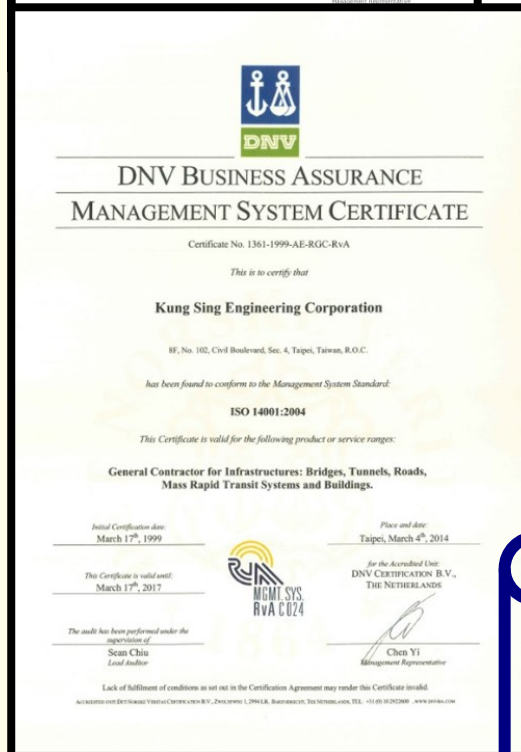 Management Representative
DNV
DNV BUSINESS ASSURANCE
MANAGEMENT SYSTEM CERTIFICATE
Certificate No. 1361-1999-AE-RGC-RvA
This is to certify that
Kung Sing Engineering Corporation
8F, No. 102, Civil Boulevard, Sec. 4, Taipei, Taiwan, R.O.C.
has been found to conform to the Management System Standard:
ISO 14001:2004
This Certificate is valid for the following product or service ranges:
General Contractor for Infrastructures: Bridges, Tunnels, Roads,
Mass Rapid Transit Systems and Buildings.
Initial Certification date:
March 17th, 1999
Place and date:
Taipei, March 4th, 2014
This Certificate is valid until:
March 17th, 2017
RvA
MGMT. SYS.
RvA C 024
for the Accredited Unit:
DNV CERTIFICATION B.V.,
THE NETHERLANDS
The audit has been performed under the
supervision of
Sean Chiu
Lead Auditor
Chen Yi
Management Representative
Lack of fulfilment of conditions as set out in the Certification Agreement may render this Certificate invalid.